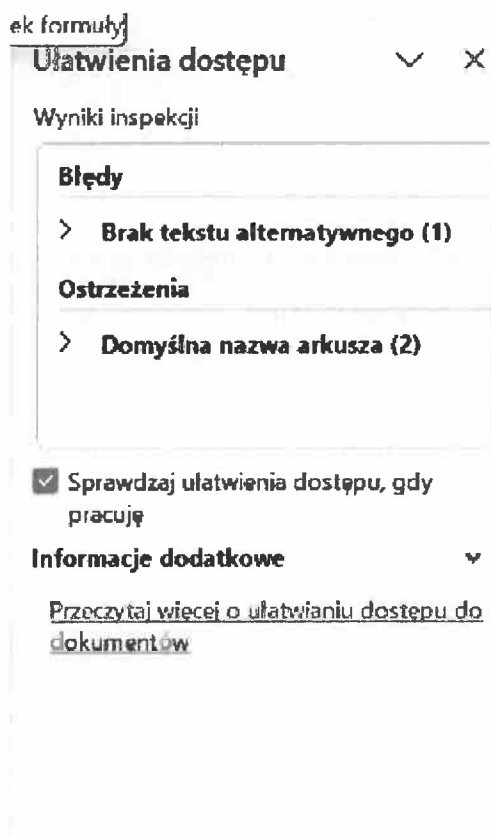 ek formuły
Ułatwienia dostępu
Wyniki inspekcji
Błędy
Brak tekstu alternatywnego (1)
Ostrzeżenia
Domyślna nazwa arkusza (2)
Sprawdzaj ułatwienia dostępu, gdy
pracuję
Informacje dodatkowe
Przeczytaj więcej o ułatwianiu dostępu do
dokumentów